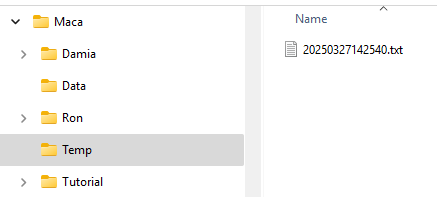 Maca
Damia
Data
Ron
Temp
Tutorial
Name
20250327142540.txt